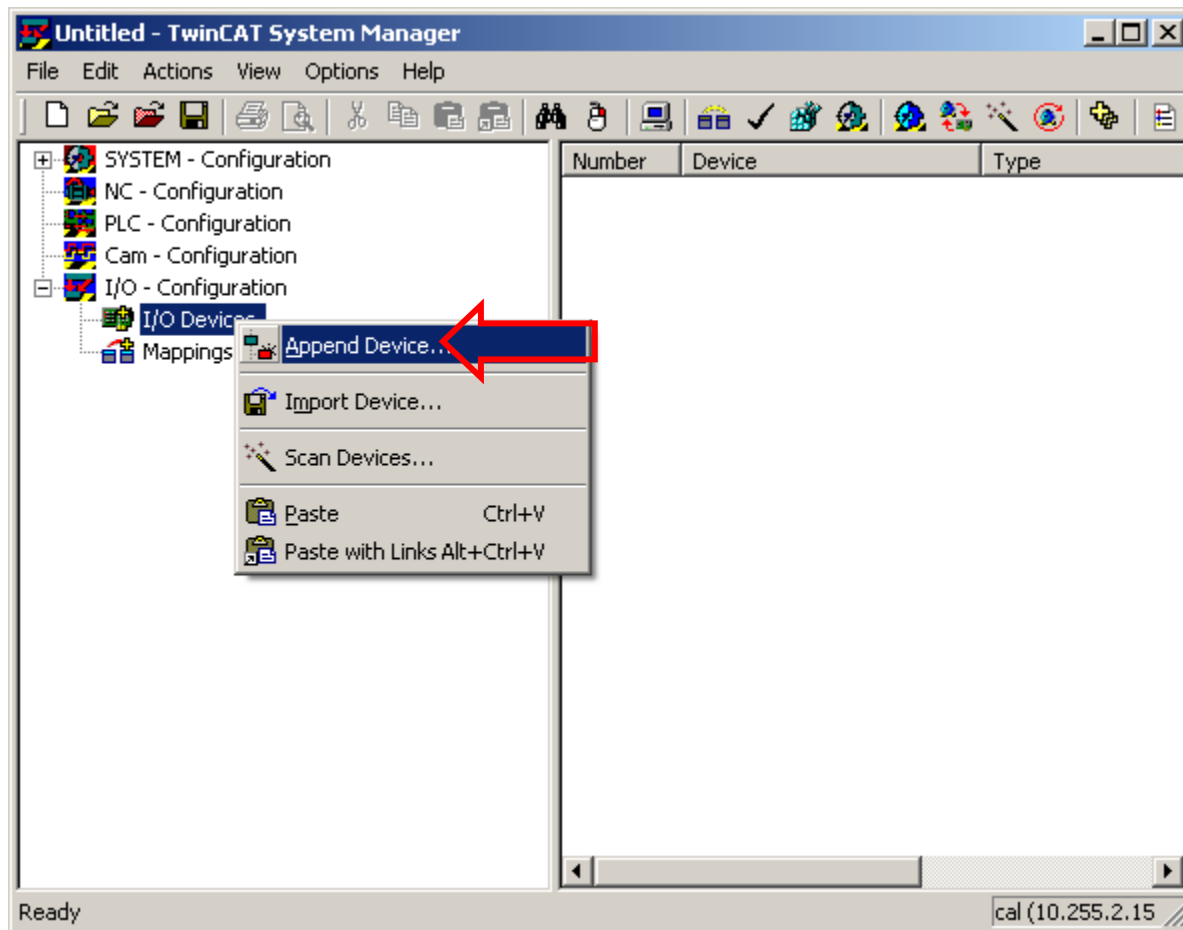 Untitled - TwinCAT System Manager
File Edit Actions View Options Help
SYSTEM - Configuration
NC - Configuration
PLC - Configuration
Cam - Configuration
I/O - Configuration
I/O Devices
Mappings
Append Device...
Import Device...
Scan Devices...
Paste Ctrl+V
Paste with Links Alt+Ctrl+V
Number Device Type
Ready
cal (10.255.2.15